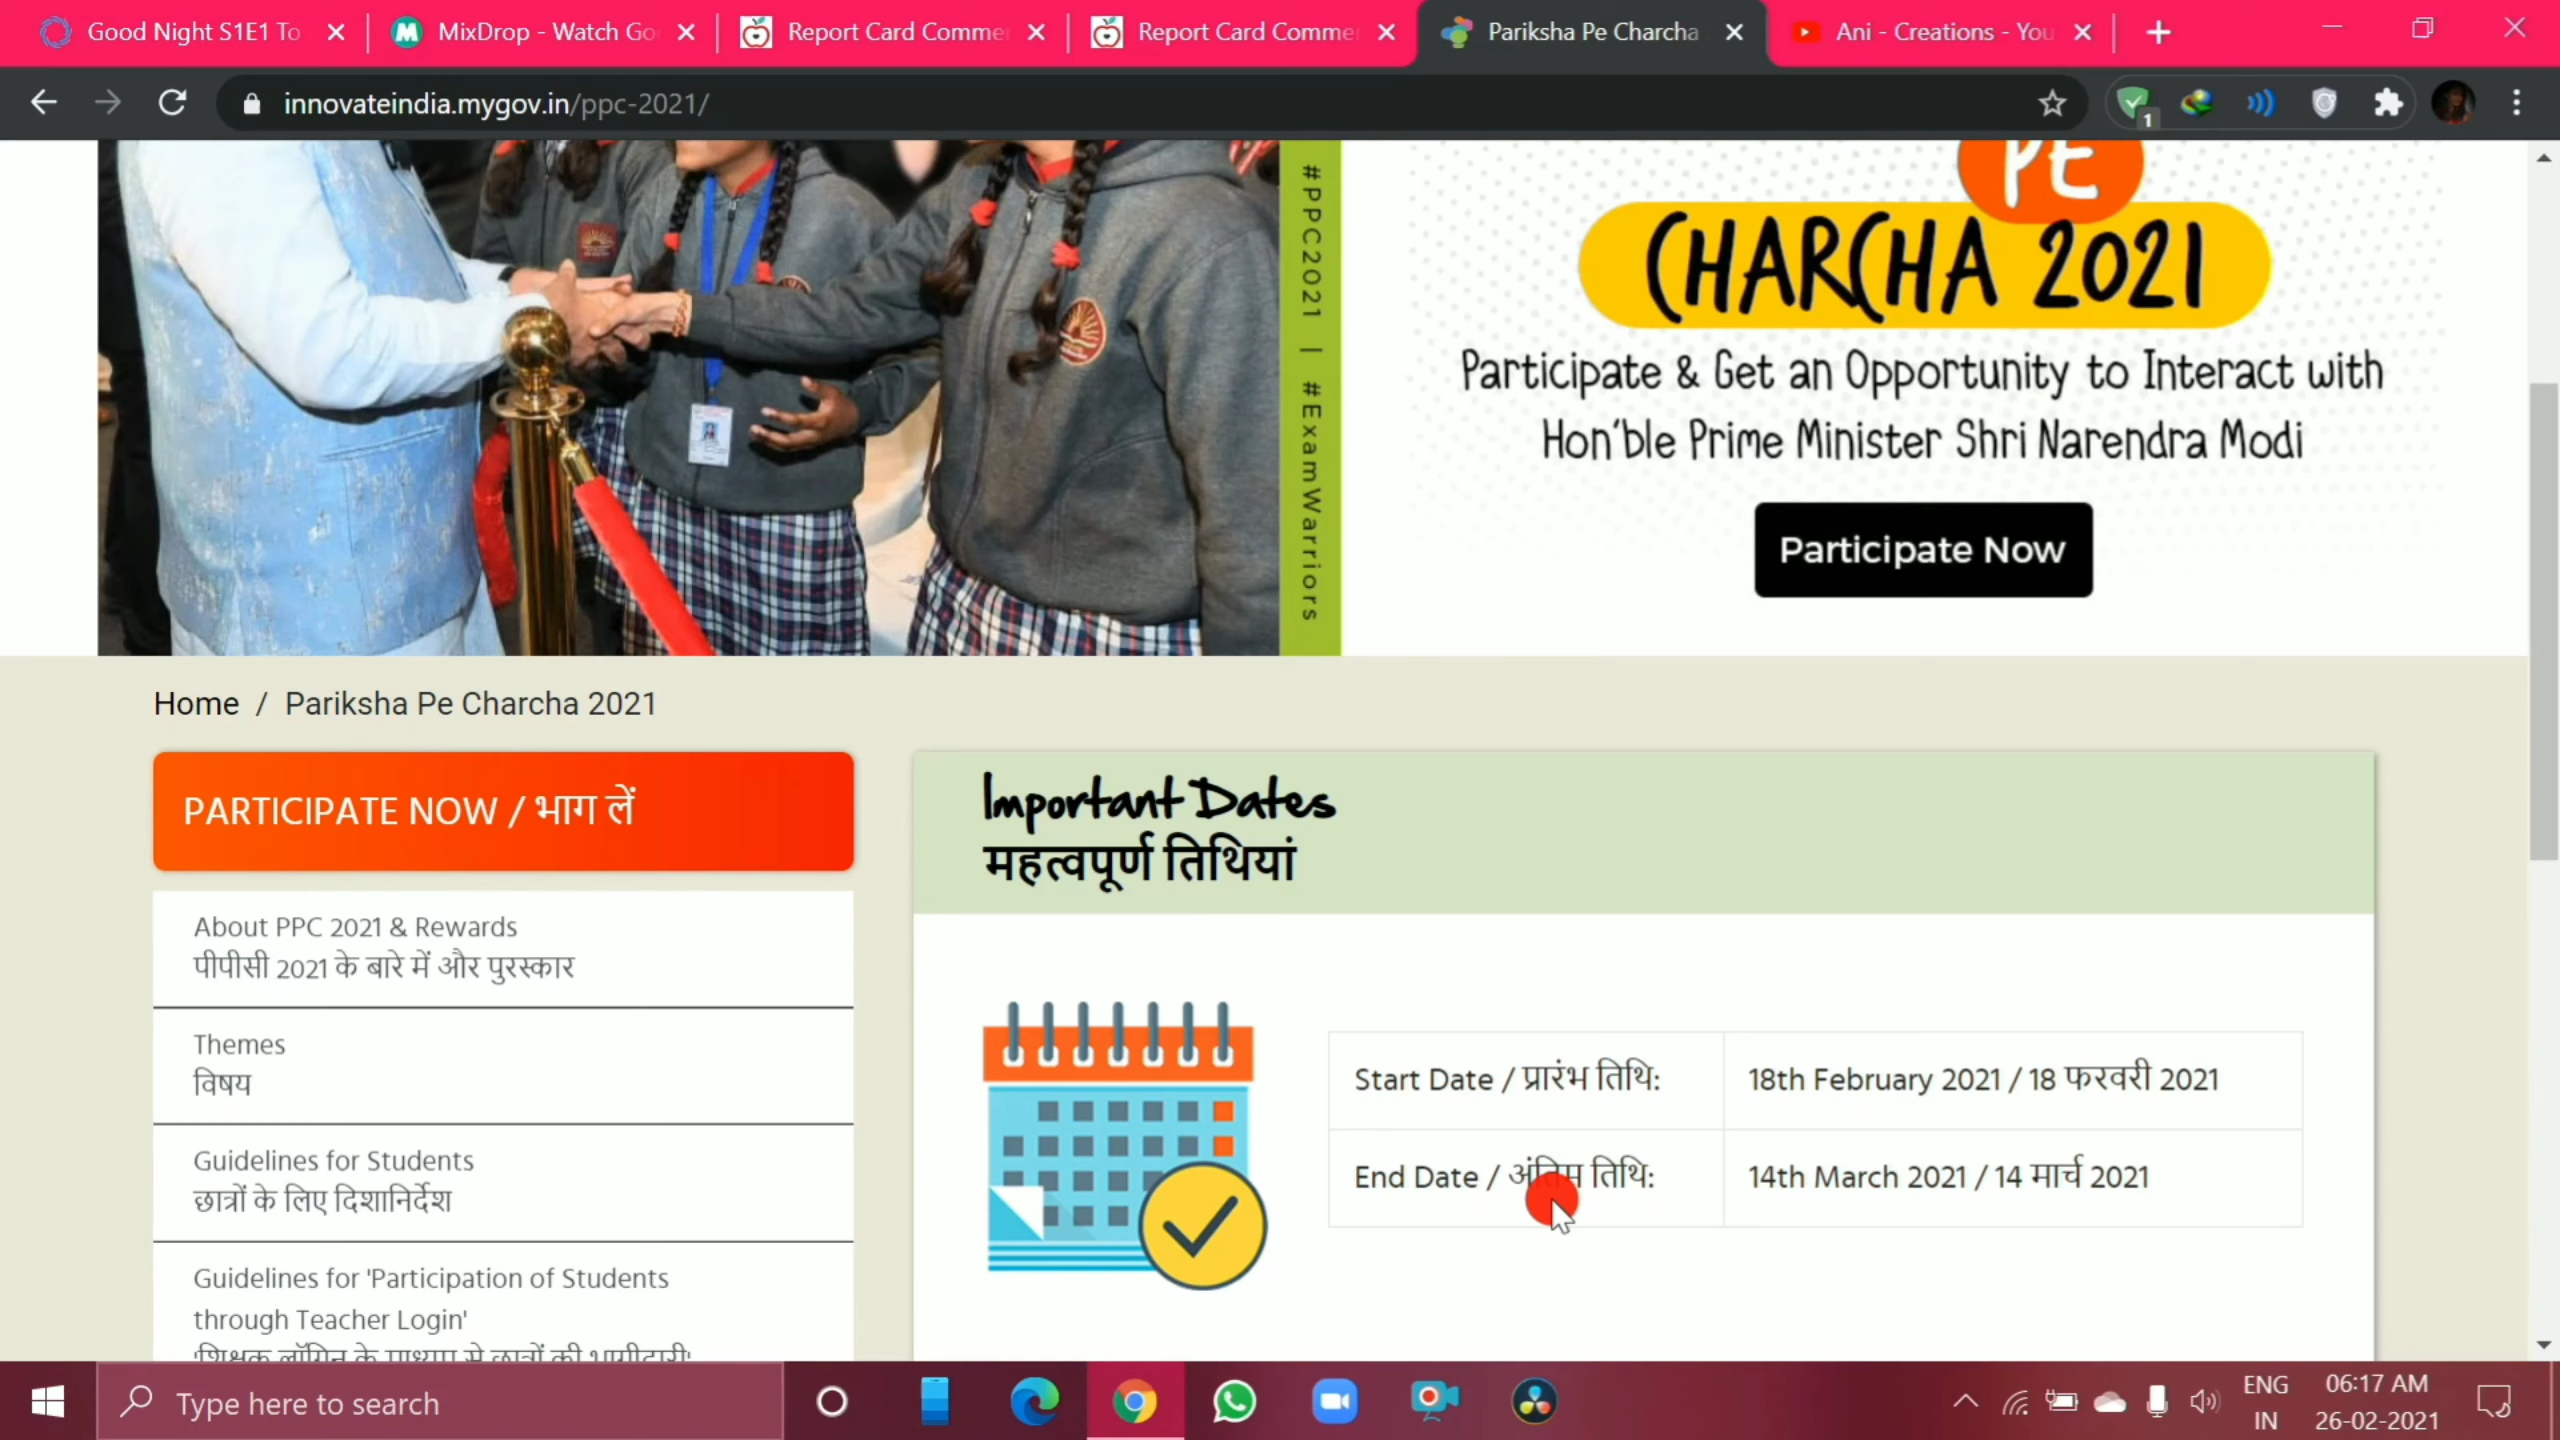 Good Night S1E1 To
MixDrop - Watch Go
Report Card Comme
Report Card Comme
Pariksha Pe Charcha
Ani - Creations - You
innovateindia.mygov.in/ppc-2021/
1
#PPC2021 | #ExamWarriors
PE
CHARCHA 2021
Participate & Get an Opportunity to Interact with
Hon'ble Prime Minister Shri Narendra Modi
Participate Now
Home / Pariksha Pe Charcha 2021
PARTICIPATE NOW / भाग लें
About PPC 2021 & Rewards
पीपीसी 2021 के बारे में और पुरस्कार
Themes
विषय
Guidelines for Students
छात्रों के लिए दिशानिर्देश
Guidelines for 'Participation of Students
through Teacher Login'
'शिक्षक लॉगिन के माध्यम से छात्रों की भागीदारी'
Important Dates
महत्वपूर्ण तिथियां
Start Date / प्रारंभ तिथि: 18th February 2021 / 18 फरवरी 2021
End Date / अंतिम तिथि: 14th March 2021 / 14 मार्च 2021
Type here to search
ENG
IN
06:17 AM
26-02-2021